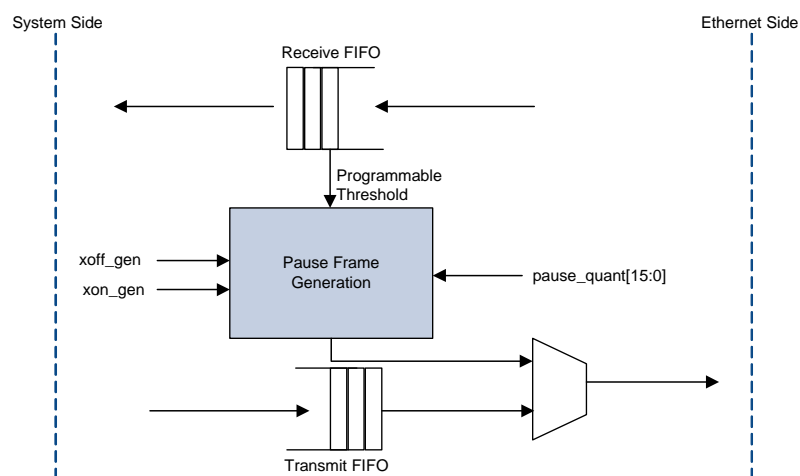 System Side
Ethernet Side
Receive FIFO
Programmable
Threshold
xoff_gen
xon_gen
Pause Frame
Generation
pause_quant[15:0]
Transmit FIFO